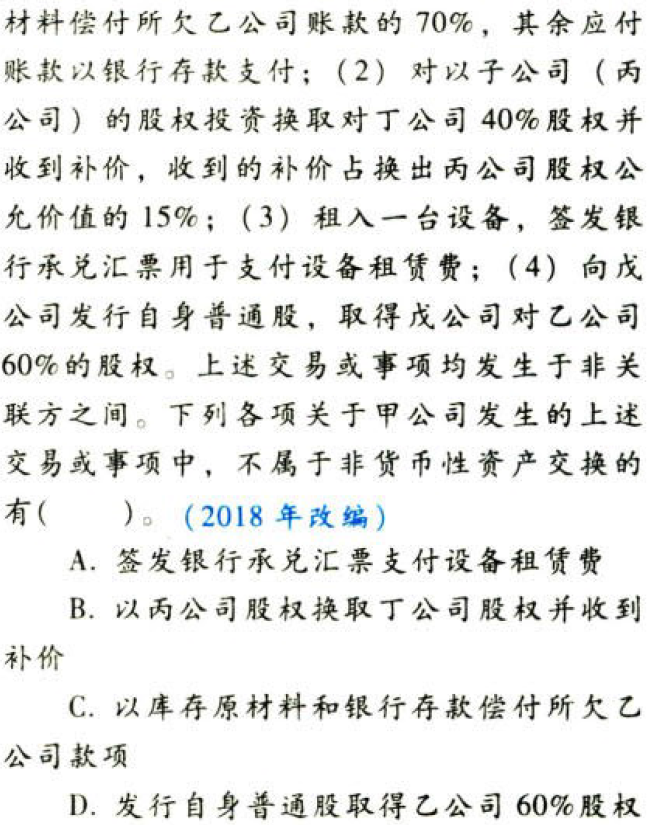 材料偿付所欠乙公司账款的70%，其余应付
账款以银行存款支付；（2）对以子公司（丙
公司）的股权投资换取对丁公司40%股权并
收到补价，收到的补价占换出丙公司股权公
允价值的15%；（3）租入一台设备，签发银
行承兑汇票用于支付设备租赁费；（4）向戊
公司发行自身普通股，取得戊公司对乙公司
60%的股权。上述交易或事项均发生于非关
联方之间。下列各项关于甲公司发生的上述
交易或事项中，不属于非货币性资产交换的
有(　　)。（2018年改编）
A. 签发银行承兑汇票支付设备租赁费
B. 以丙公司股权换取丁公司股权并收到
补价
C. 以库存原材料和银行存款偿付所欠乙
公司款项
D. 发行自身普通股取得乙公司60%股权